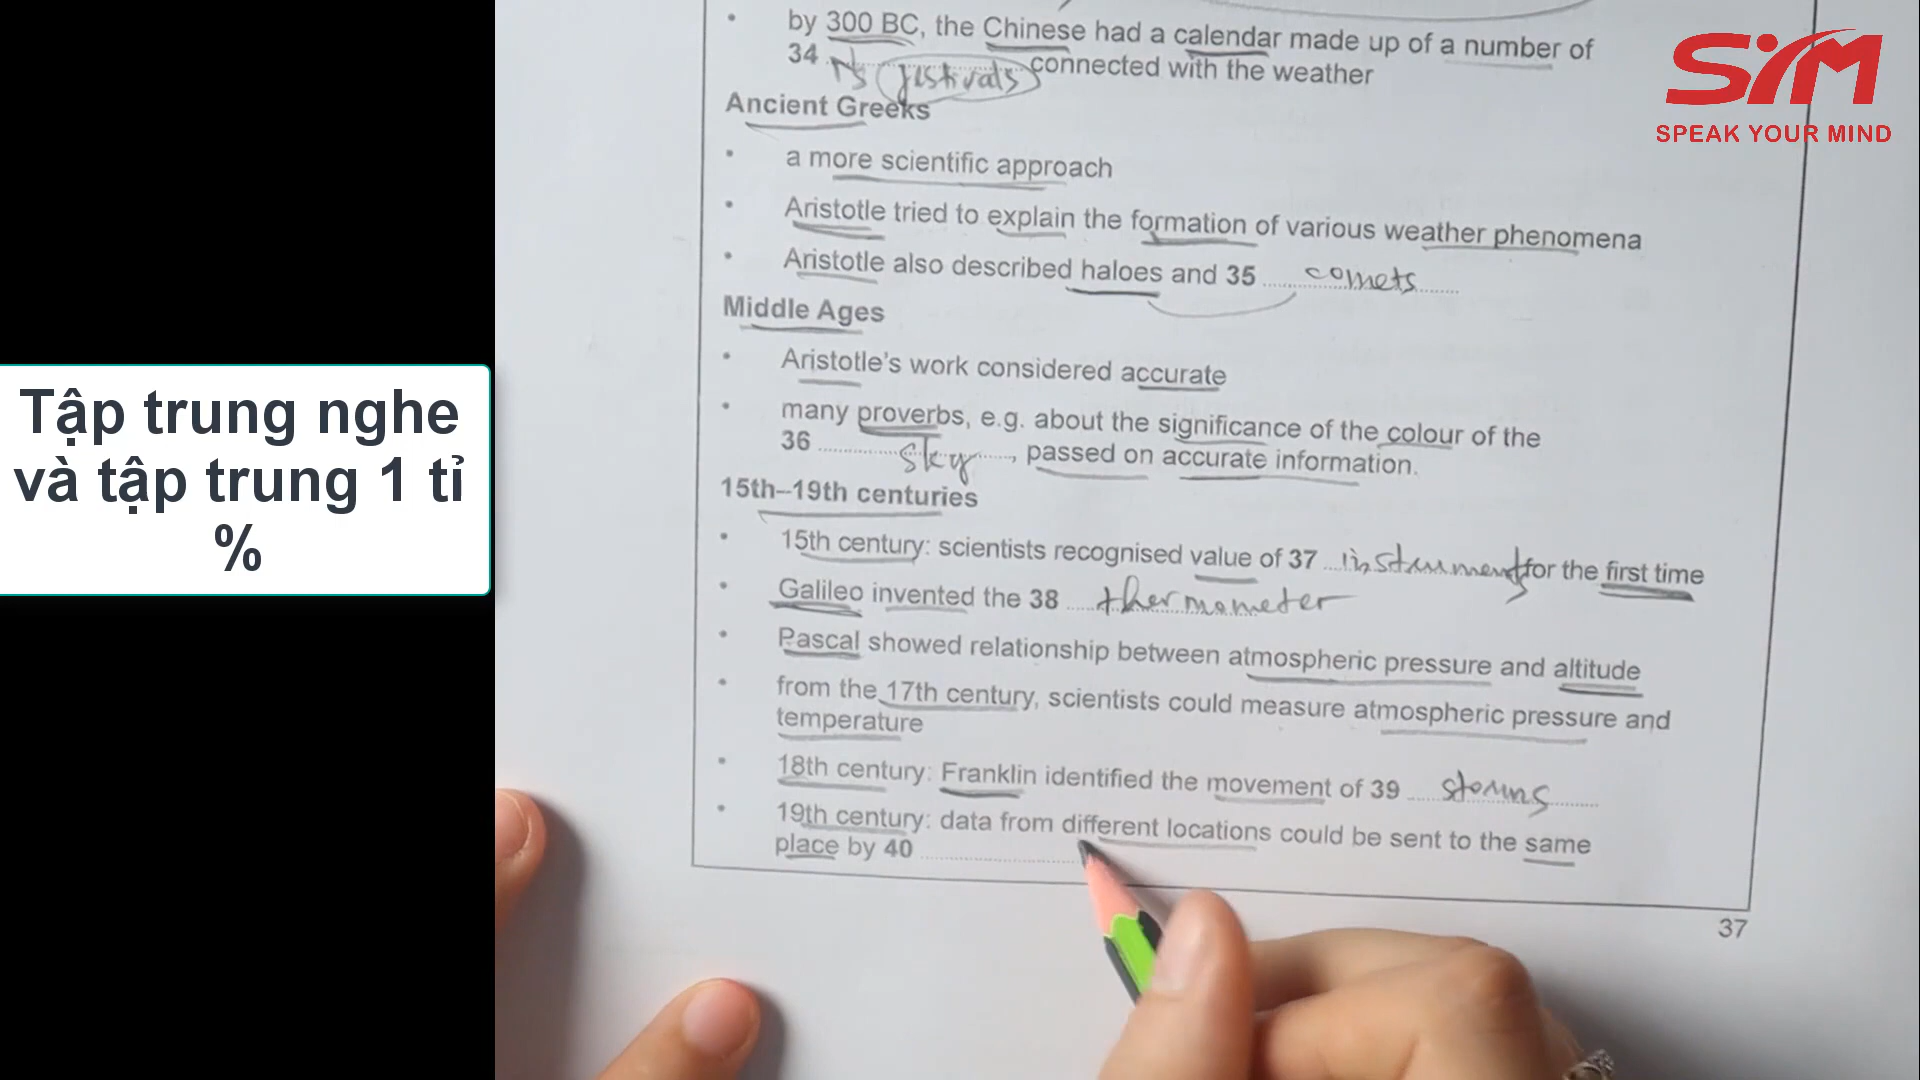 • by 300 BC, the Chinese had a calendar made up of a number of
34 Ns festivals connected with the weather
Ancient Greeks
• a more scientific approach
• Aristotle tried to explain the formation of various weather phenomena
• Aristotle also described haloes and 35 comets
Middle Ages
• Aristotle's work considered accurate
• many proverbs, e.g. about the significance of the colour of the
36 sky, passed on accurate information.
15th–19th centuries
• 15th century: scientists recognised value of 37 instruments for the first time
• Galileo invented the 38 thermometer
• Pascal showed relationship between atmospheric pressure and altitude
• from the 17th century, scientists could measure atmospheric pressure and
temperature
• 18th century: Franklin identified the movement of 39 storms
• 19th century: data from different locations could be sent to the same
place by 40
37
SIM
SPEAK YOUR MIND
Tập trung nghe
và tập trung 1 tỉ
%